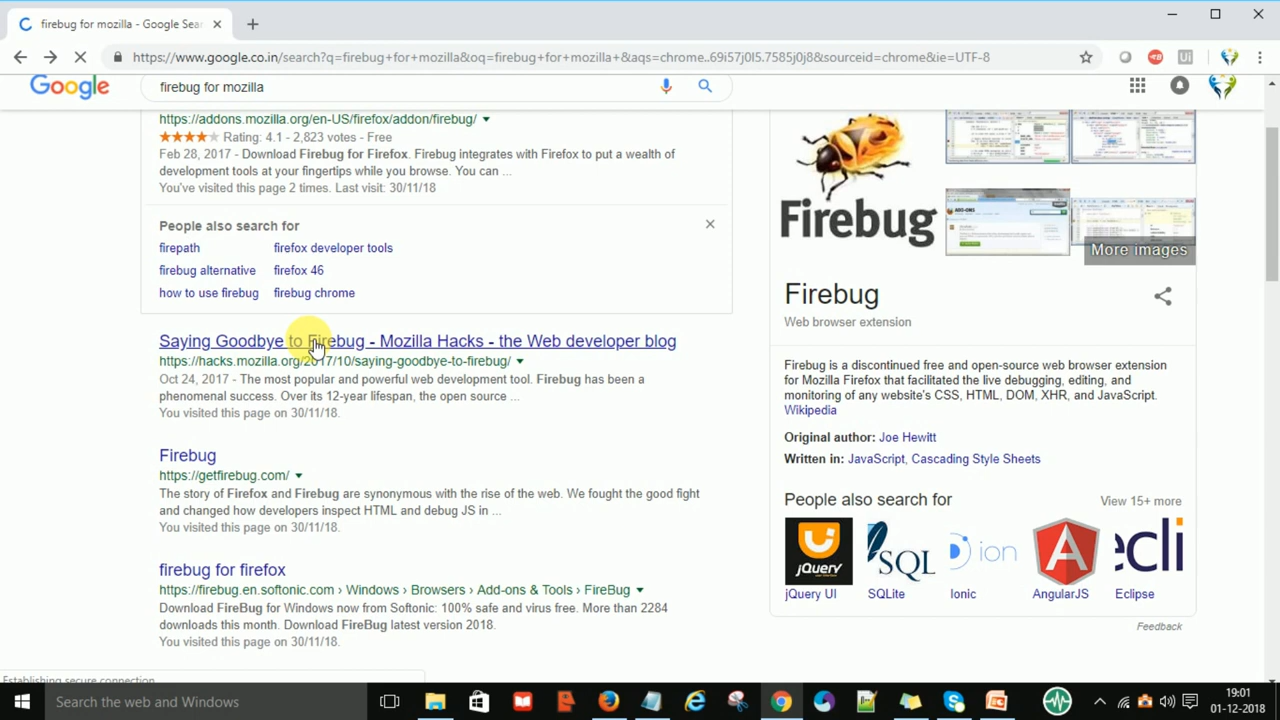 firebug for mozilla - Google Sea
https://www.google.co.in/search?q=firebug+for+mozilla&oq=firebug+for+mozilla+&aqs=chrome..69i57j0l5.7585j0j8&sourceid=chrome&ie=UTF-8
Google
firebug for mozilla
https://addons.mozilla.org/en-US/firefox/addon/firebug/
Rating: 4.1 - 2,823 votes - Free
Feb 28, 2017 - Download Firebug for Firefox. integrates with Firefox to put a wealth of
development tools at your fingertips while you browse. You can ...
You've visited this page 2 times. Last visit: 30/11/18
People also search for
firepath firefox developer tools
firebug alternative firefox 46
how to use firebug firebug chrome
Saying Goodbye to Firebug - Mozilla Hacks - the Web developer blog
https://hacks.mozilla.org/2017/10/saying-goodbye-to-firebug/
Oct 24, 2017 - The most popular and powerful web development tool. Firebug has been a
phenomenal success. Over its 12-year lifespan, the open source ...
You visited this page on 30/11/18.
Firebug
https://getfirebug.com/
The story of Firefox and Firebug are synonymous with the rise of the web. We fought the good fight
and changed how developers inspect HTML and debug JS in ...
You visited this page on 30/11/18.
firebug for firefox
https://firebug.en.softonic.com › Windows › Browsers › Add-ons & Tools › FireBug
Download FireBug for Windows now from Softonic: 100% safe and virus free. More than 2284
downloads this month. Download FireBug latest version 2018.
You visited this page on 30/11/18.
Firebug
More images
Firebug
Web browser extension
Firebug is a discontinued free and open-source web browser extension
for Mozilla Firefox that facilitated the live debugging, editing, and
monitoring of any website's CSS, HTML, DOM, XHR, and JavaScript.
Wikipedia
Original author: Joe Hewitt
Written in: JavaScript, Cascading Style Sheets
People also search for View 15+ more
jQuery SQL ion ecli
jQuery UI SQLite Ionic AngularJS Eclipse
Feedback
Establishing secure connection
Search the web and Windows
19:01
01-12-2018